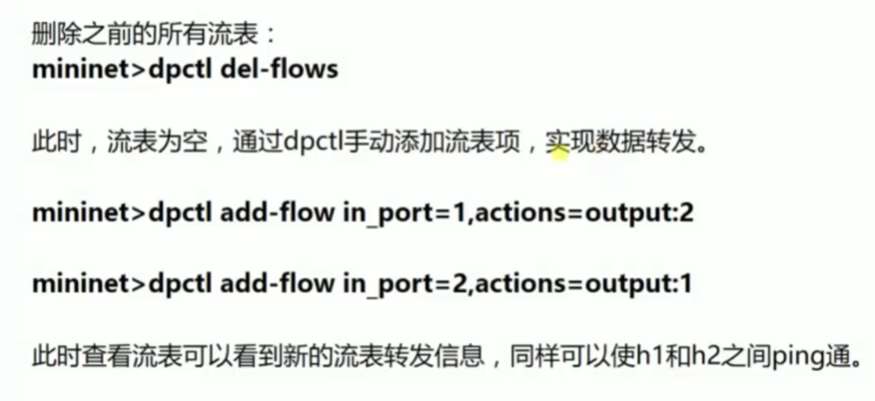 删除之前的所有流表：
mininet>dpctl del-flows
此时，流表为空，通过dpctl手动添加流表项，实现数据转发。
mininet>dpctl add-flow in_port=1,actions=output:2
mininet>dpctl add-flow in_port=2,actions=output:1
此时查看流表可以看到新的流表转发信息，同样可以使h1和h2之间ping通。